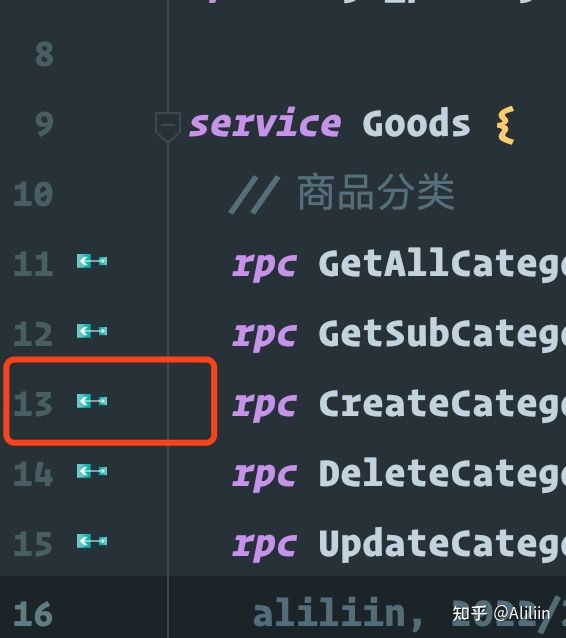 8
9 service Goods {
10 // 商品分类
11 rpc GetAllCatego
12 rpc GetSubCatego
13 rpc CreateCatego
14 rpc DeleteCatego
15 rpc UpdateCatego
16 aliliin, 2022/
知乎 @Aliliin